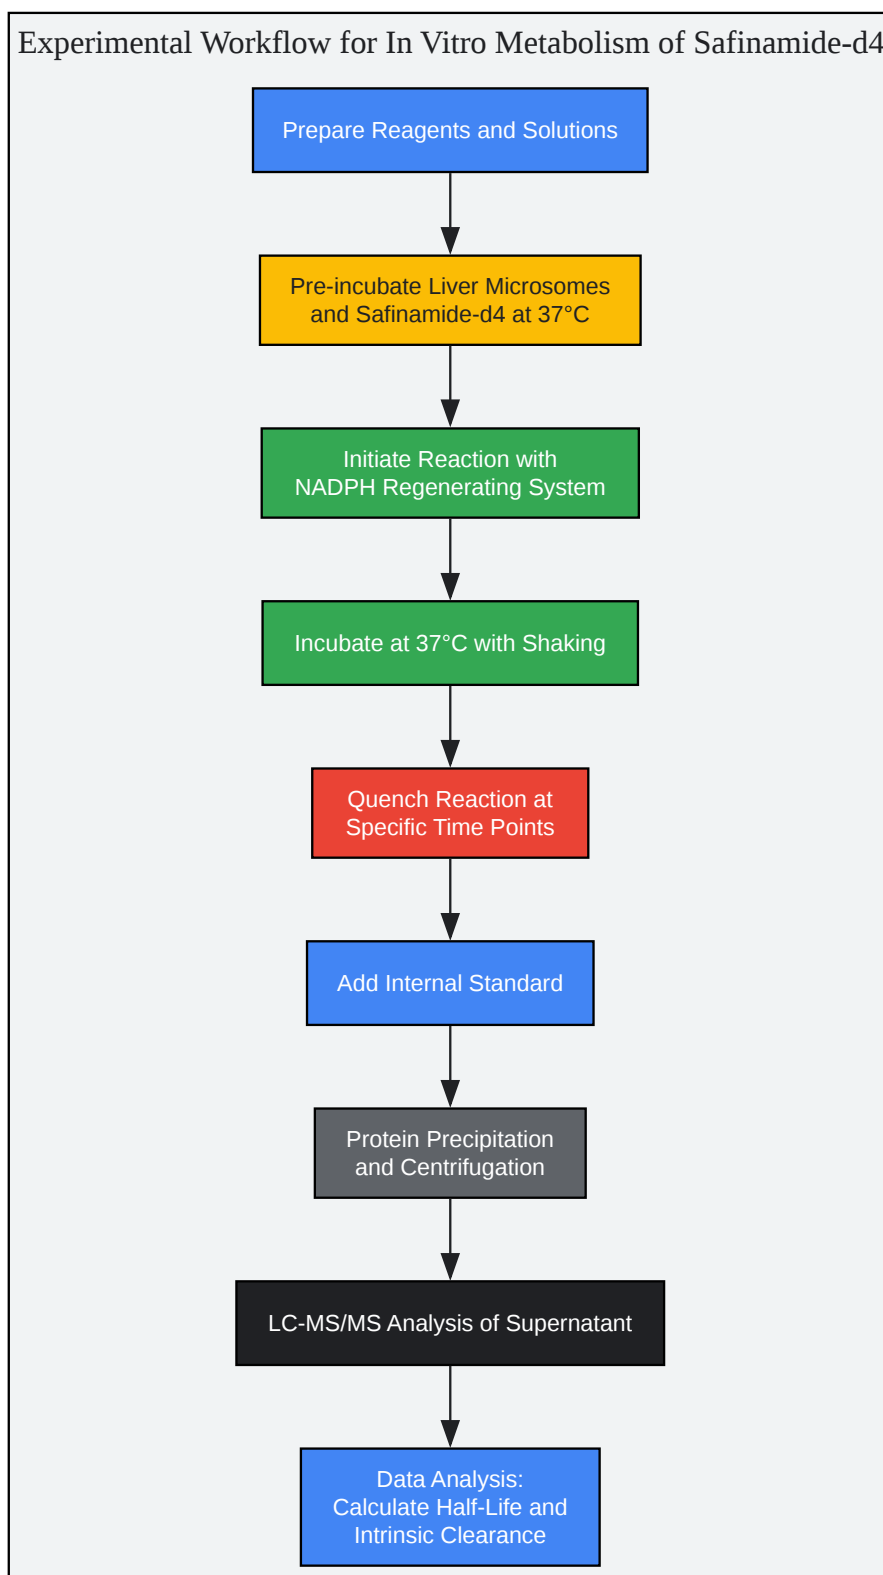 Experimental Workflow for In Vitro Metabolism of Safinamide-d4
Prepare Reagents and Solutions
Pre-incubate Liver Microsomes
and Safinamide-d4 at 37°C
Initiate Reaction with
NADPH Regenerating System
Incubate at 37°C with Shaking
Quench Reaction at
Specific Time Points
Add Internal Standard
Protein Precipitation
and Centrifugation
LC-MS/MS Analysis of Supernatant
Data Analysis:
Calculate Half-Life and
Intrinsic Clearance